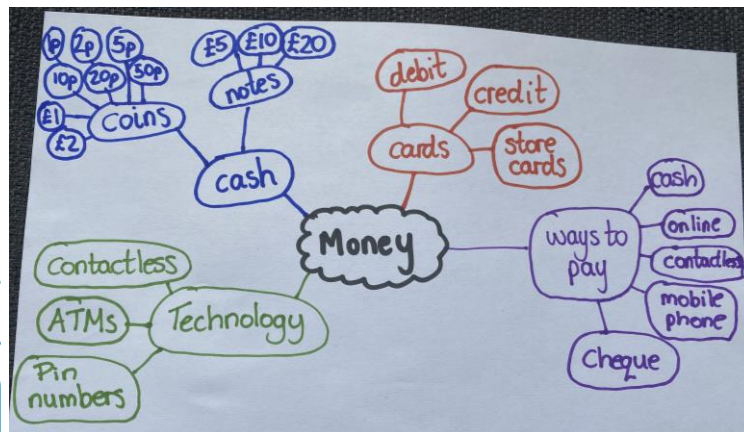 1p 2p 5p
10p 20p 50p
£1
£2
coins
£5 £10 £20
notes
cash
debit
credit
store
cards
cards
Money
ways to
pay
cash
online
contactless
mobile
phone
Cheque
Technology
Contactless
ATMs
Pin
numbers